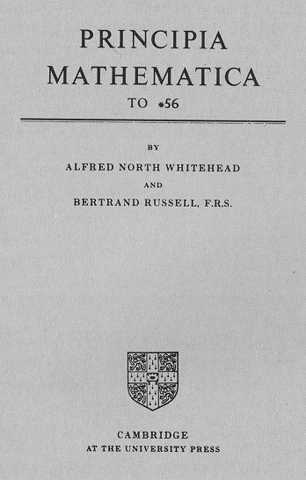 PRINCIPIA
MATHEMATICA
TO *56
BY
ALFRED NORTH WHITEHEAD
AND
BERTRAND RUSSELL, F.R.S.
CAMBRIDGE
AT THE UNIVERSITY PRESS